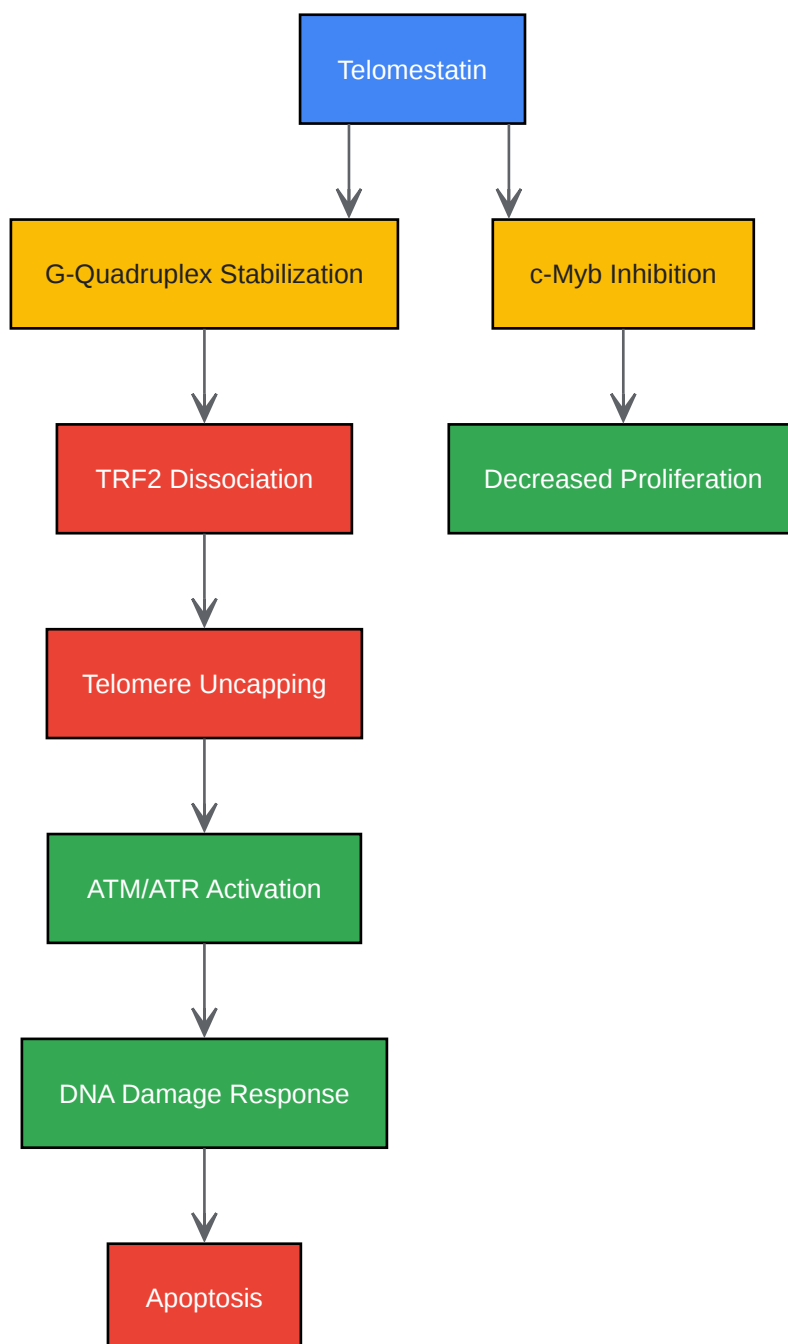 Telomestatin
G-Quadruplex Stabilization
c-Myb Inhibition
TRF2 Dissociation
Decreased Proliferation
Telomere Uncapping
ATM/ATR Activation
DNA Damage Response
Apoptosis